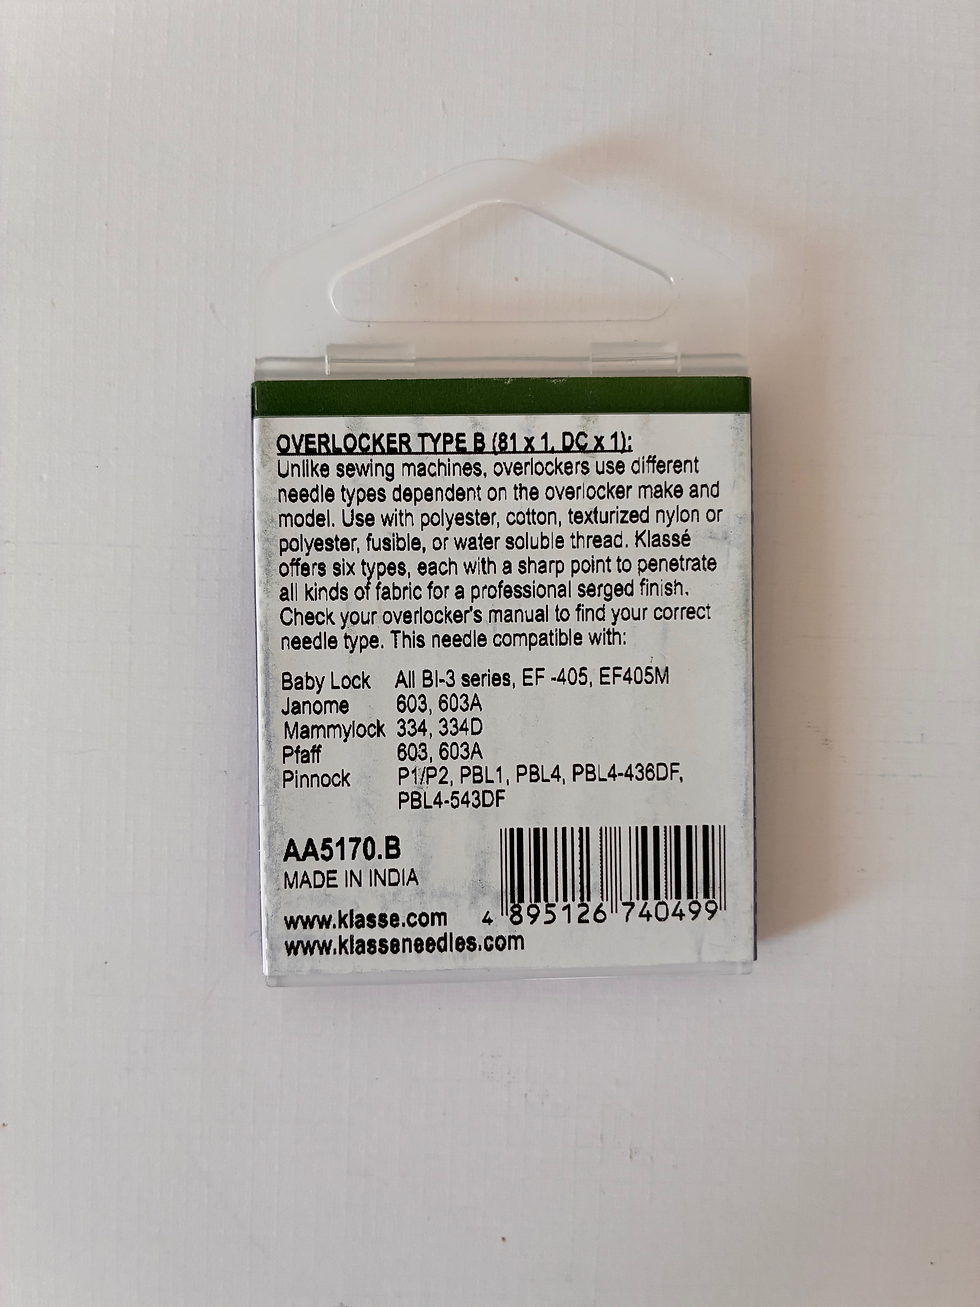 OVERLOCKER TYPE B (81 x 1, DC x 1):
Unlike sewing machines, overlockers use different
needle types dependent on the overlocker make and
model. Use with polyester, cotton, texturized nylon or
polyester, fusible, or water soluble thread. Klassé
offers six types, each with a sharp point to penetrate
all kinds of fabric for a professional serged finish.
Check your overlocker's manual to find your correct
needle type. This needle compatible with:
Baby Lock All BI-3 series, EF -405, EF405M
Janome 603, 603A
Mammylock 334, 334D
Pfaff 603, 603A
Pinnock P1/P2, PBL1, PBL4, PBL4-436DF,
PBL4-543DF
AA5170.B
MADE IN INDIA
www.klasse.com
www.klasseneedles.com
4 895126 740499